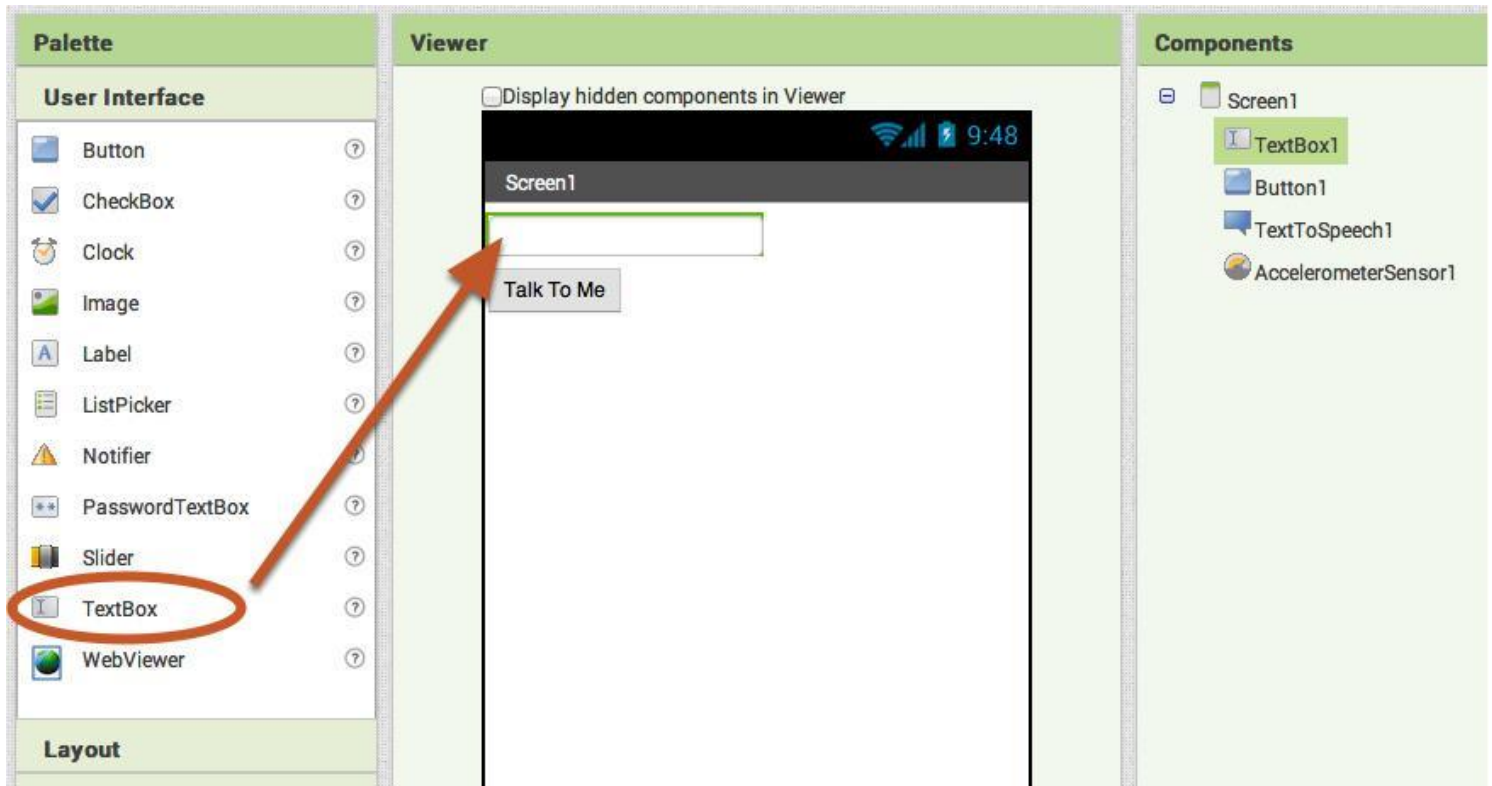 Palette
User Interface
Button
CheckBox
Clock
Image
Label
ListPicker
Notifier
PasswordTextBox
Slider
TextBox
WebViewer
Layout
Viewer
Display hidden components in Viewer
9:48
Screen1
Talk To Me
Components
Screen1
TextBox1
Button1
TextToSpeech1
AccelerometerSensor1